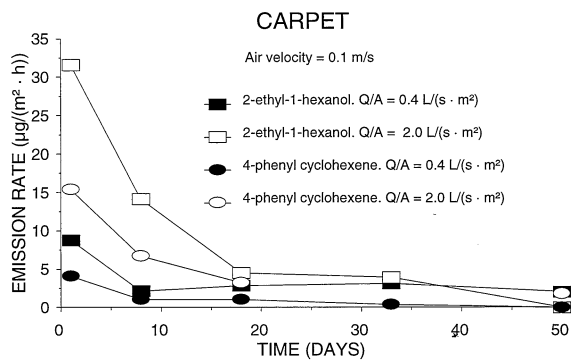 CARPET
Air velocity = 0.1 m/s
2-ethyl-1-hexanol. Q/A = 0.4 L/(s · m²)
2-ethyl-1-hexanol. Q/A = 2.0 L/(s · m²)
4-phenyl cyclohexene. Q/A = 0.4 L/(s · m²)
4-phenyl cyclohexene. Q/A = 2.0 L/(s · m²)
EMISSION RATE (µg/(m² · h))
35
30
25
20
15
10
5
0
0 10 20 30 40 50
TIME (DAYS)